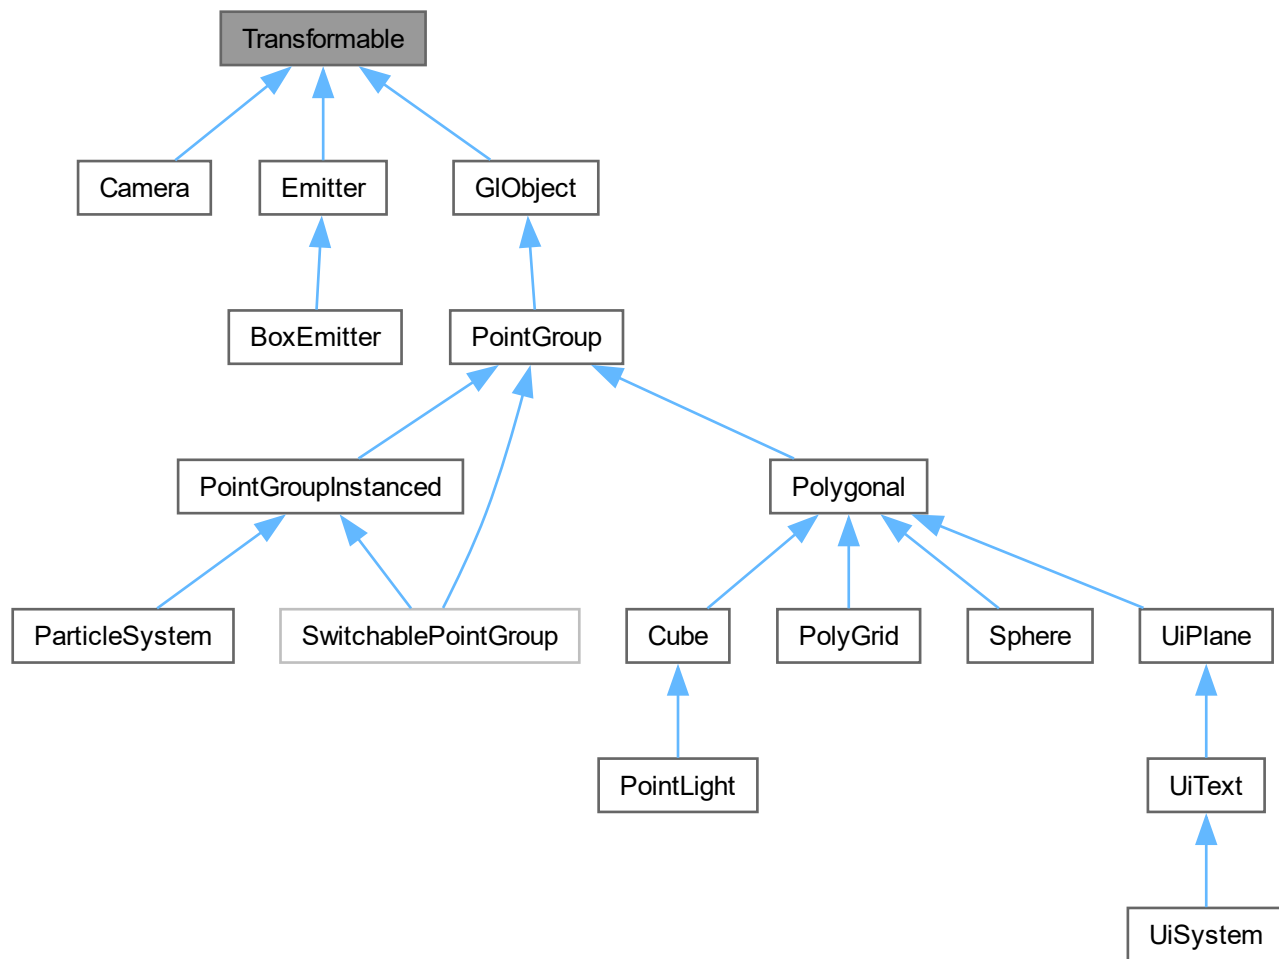 Transformable
Camera
Emitter
GlObject
BoxEmitter
PointGroup
PointGroupInstanced
Polygonal
ParticleSystem
SwitchablePointGroup
Cube
PolyGrid
Sphere
UiPlane
PointLight
UiText
UiSystem